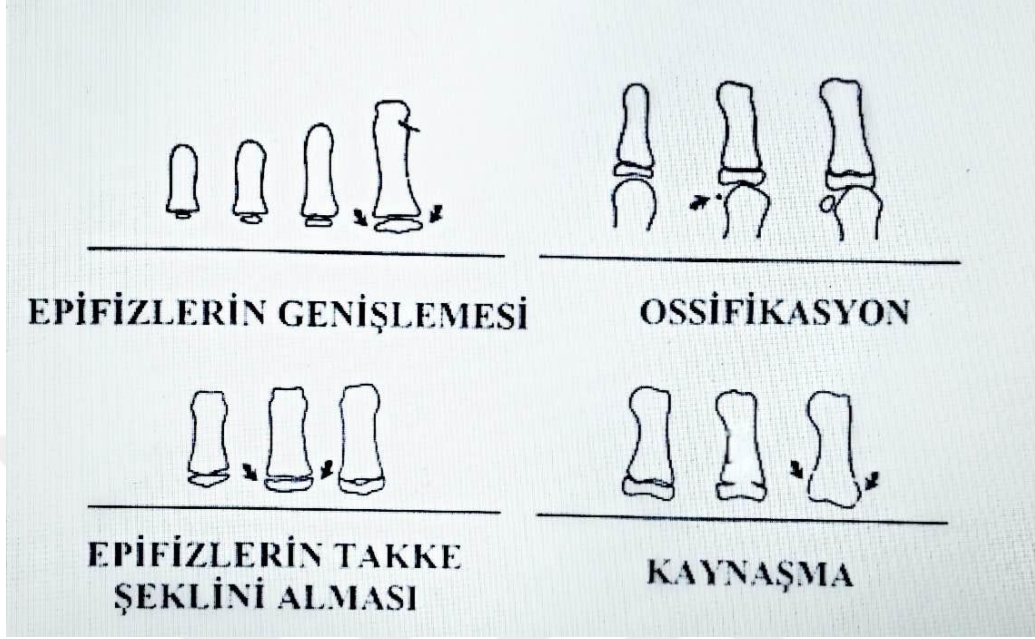 EPİFİZLERİN GENİŞLEMESİ
OSSİFİKASYON
EPİFİZLERİN TAKKE
ŞEKLİNİ ALMASI
KAYNAŞMA